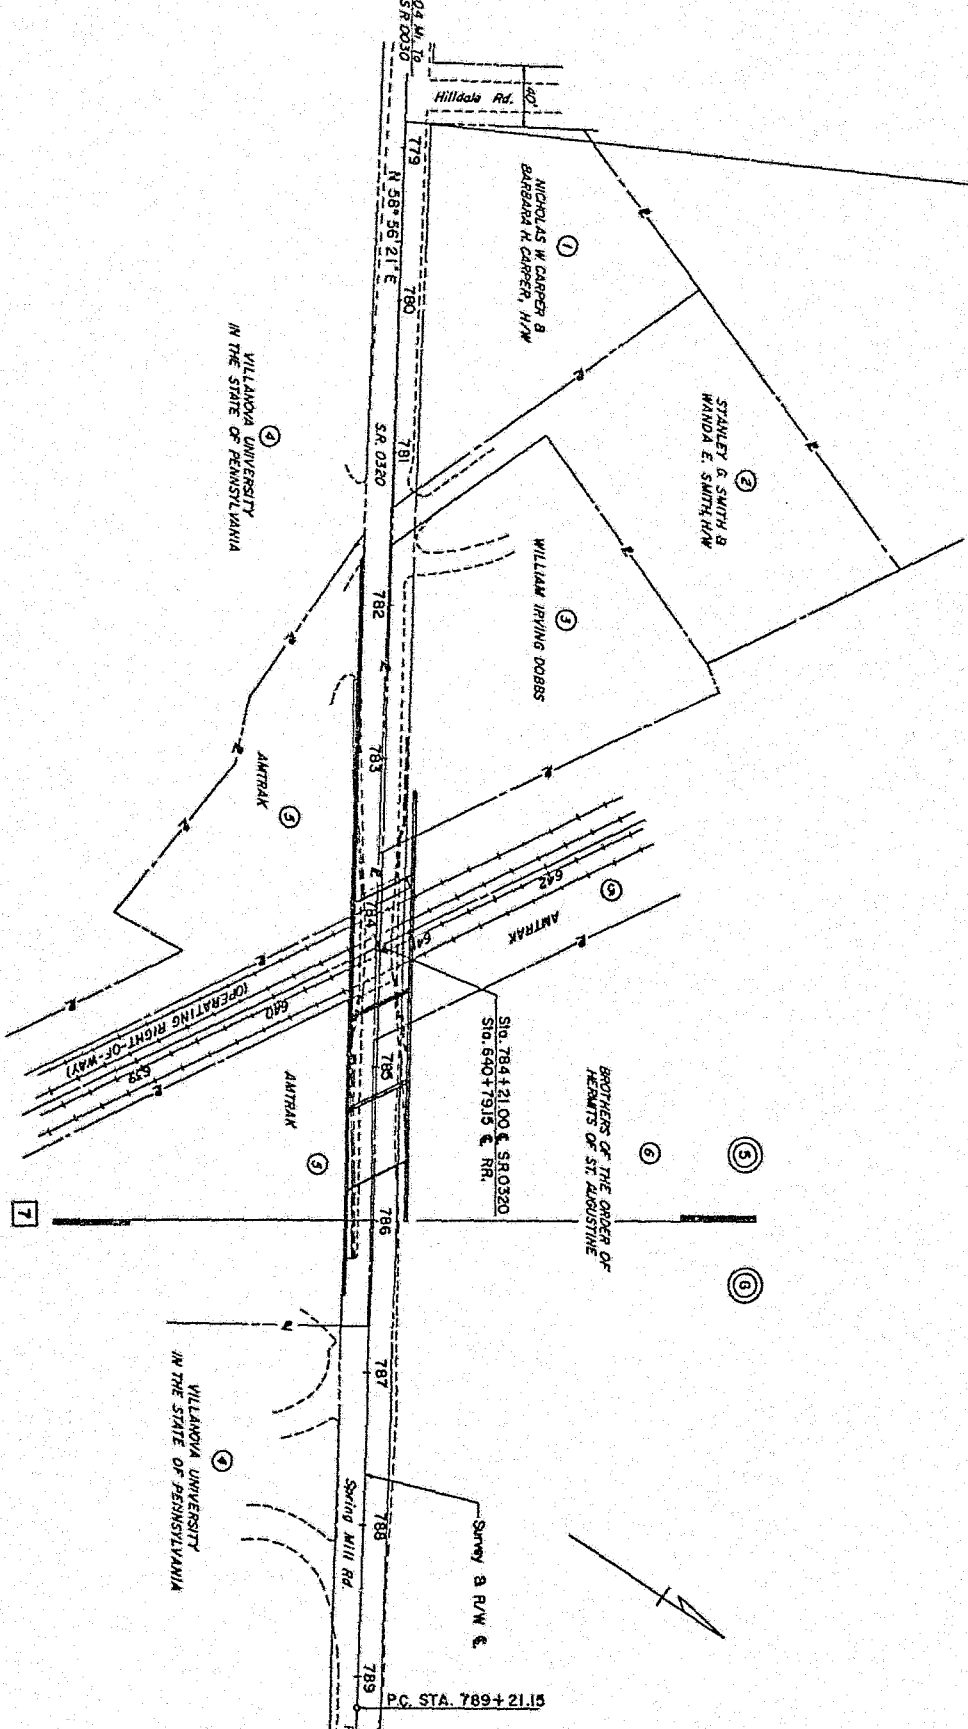 04 Mi. To
S R 0030
Hilldale Rd.
40'
779
N 58° 56' 21" E
780
S.R. 0320
781
782
783
784
785
786
787
788
789
1
NICHOLAS W. CARPER &
BARBARA H. CARPER, H/W
2
STANLEY G. SMITH &
WANDA E. SMITH, H/W
3
WILLIAM IRVING DOBBS
4
VILLANOVA UNIVERSITY
IN THE STATE OF PENNSYLVANIA
AMTRAK
5
5
AMTRAK
642
641
640
639
(OPERATING RIGHT-OF-WAY)
AMTRAK
5
Sta. 784+21.00 ℄ S.R.0320
Sta. 640+79.15 ℄ RR.
BROTHERS OF THE ORDER OF
HERMITS OF ST. AUGUSTINE
6
5
6
7
VILLANOVA UNIVERSITY
IN THE STATE OF PENNSYLVANIA
4
Spring Mill Rd.
Survey & R/W ℄
P.C. STA. 789+21.15